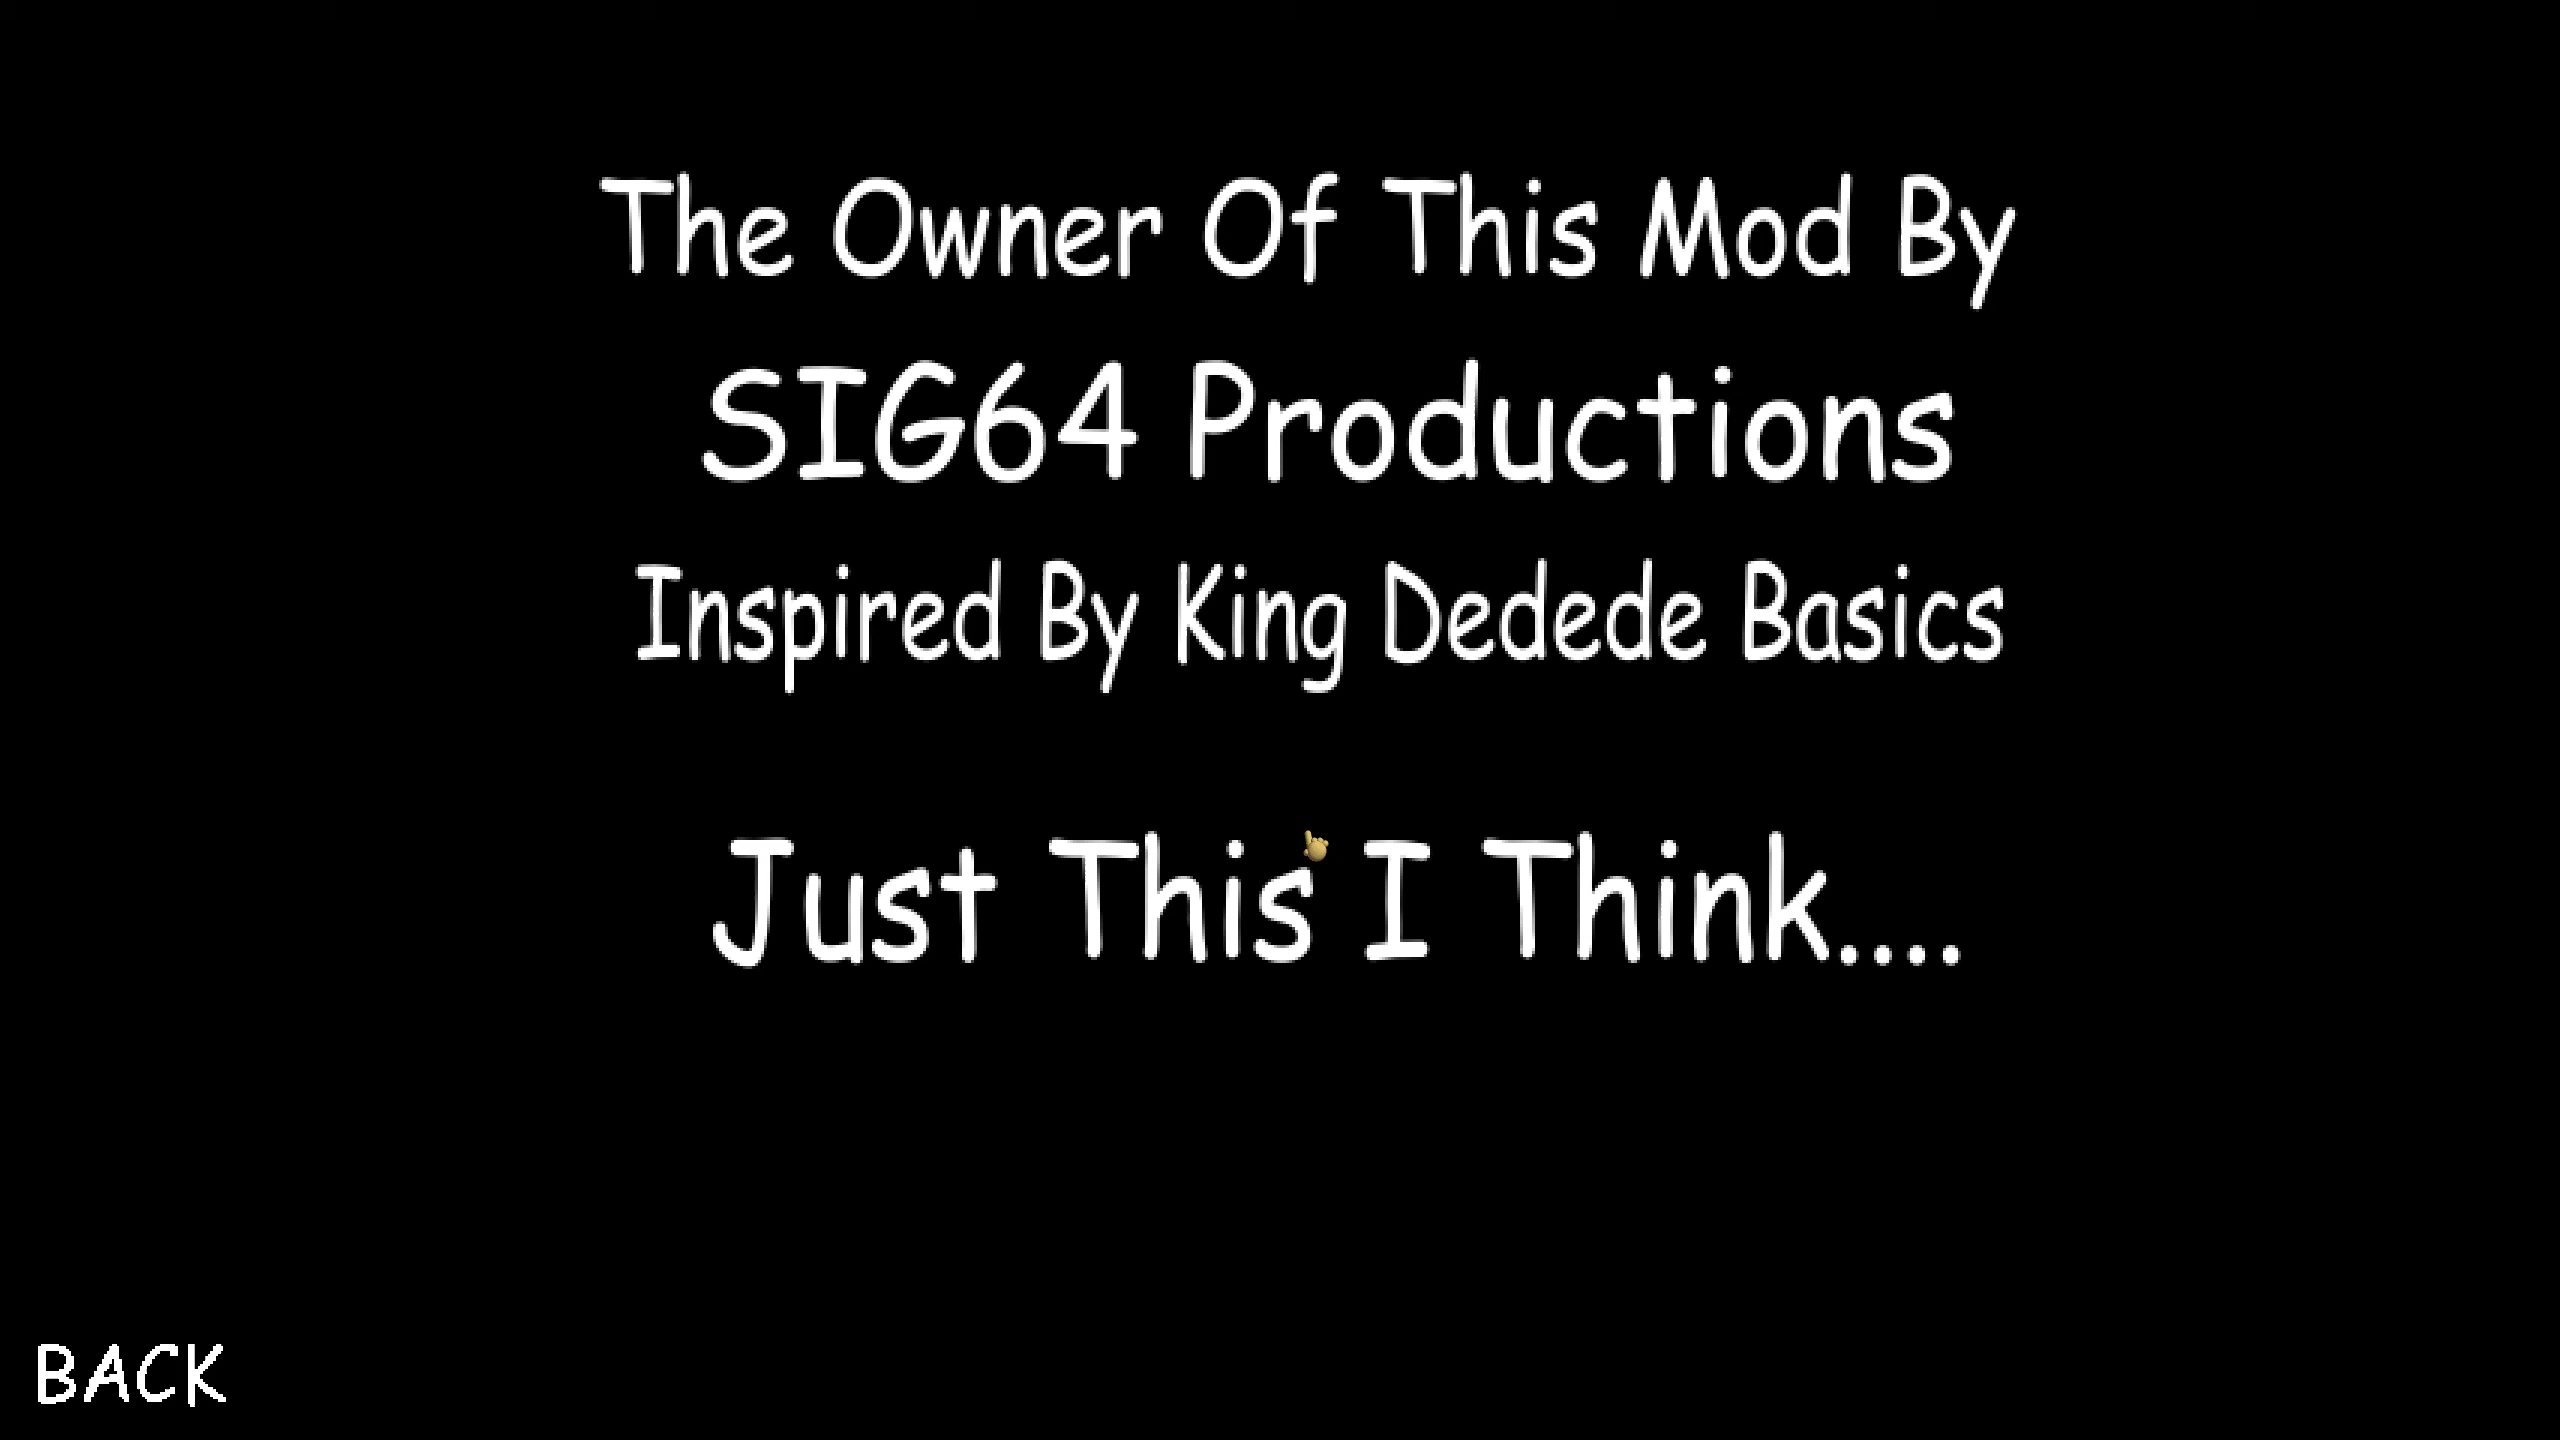 The Owner Of This Mod By
SIG64 Productions
Inspired By King Dedede Basics
Just This I Think....
BACK